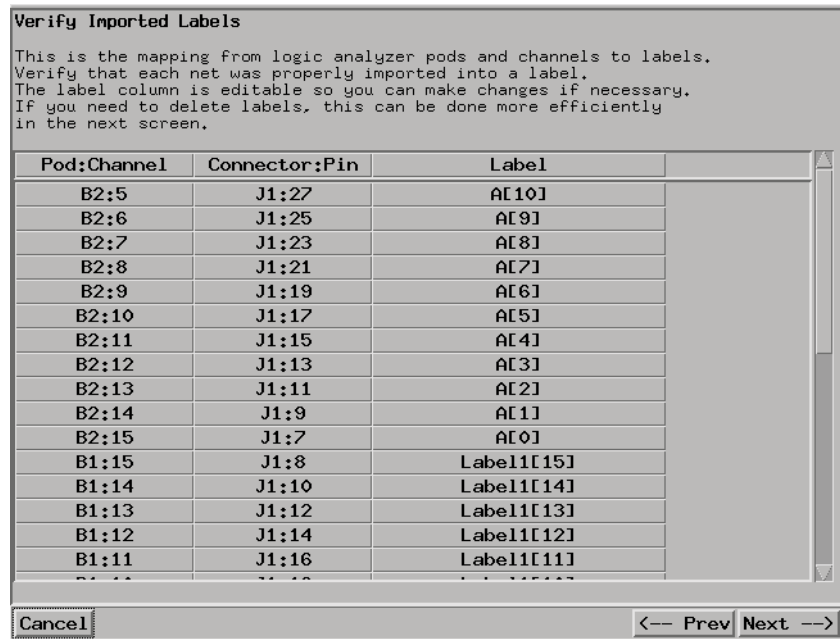 Verify Imported Labels
This is the mapping from logic analyzer pods and channels to labels.
Verify that each net was properly imported into a label.
The label column is editable so you can make changes if necessary.
If you need to delete labels, this can be done more efficiently
in the next screen.
Pod:Channel Connector:Pin Label
B2:5 J1:27 A[10]
B2:6 J1:25 A[9]
B2:7 J1:23 A[8]
B2:8 J1:21 A[7]
B2:9 J1:19 A[6]
B2:10 J1:17 A[5]
B2:11 J1:15 A[4]
B2:12 J1:13 A[3]
B2:13 J1:11 A[2]
B2:14 J1:9 A[1]
B2:15 J1:7 A[0]
B1:15 J1:8 Label1[15]
B1:14 J1:10 Label1[14]
B1:13 J1:12 Label1[13]
B1:12 J1:14 Label1[12]
B1:11 J1:16 Label1[11]
Cancel <-- Prev Next -->